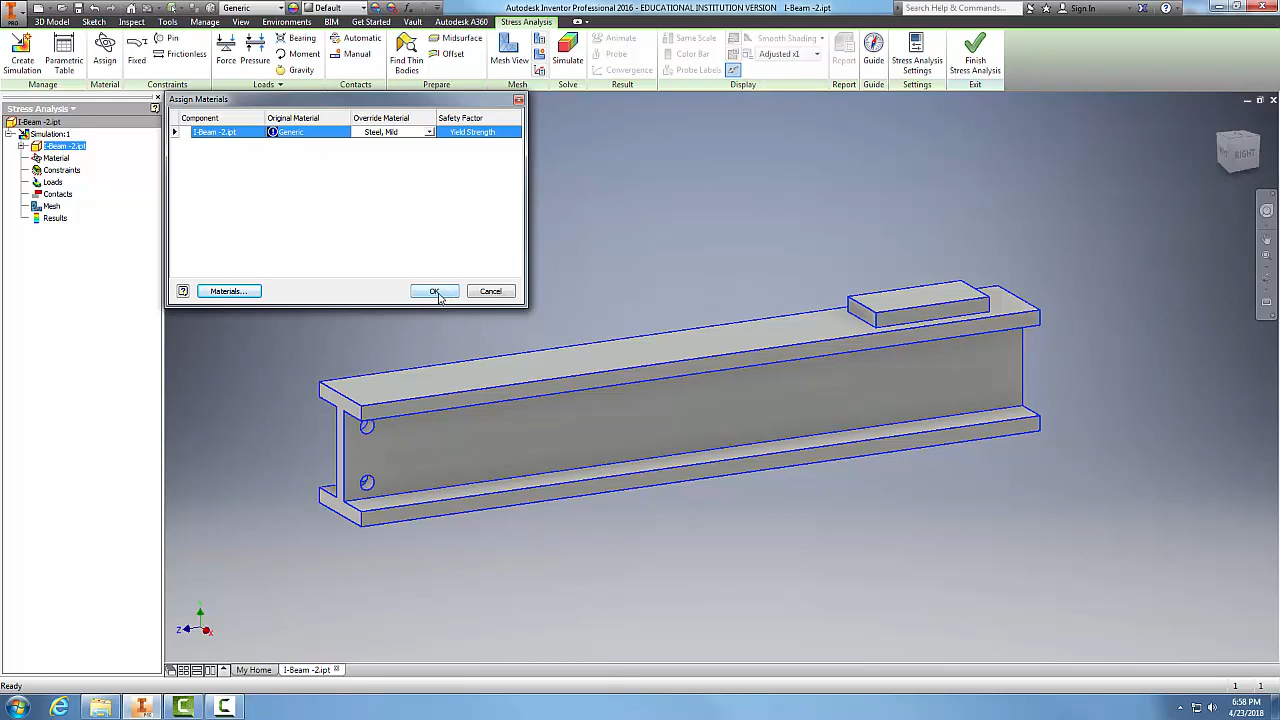 PRO
Generic
Default
Autodesk Inventor Professional 2016 - EDUCATIONAL INSTITUTION VERSION   I-Beam -2.ipt
Search Help & Commands...
Sign In
3D Model
Sketch
Inspect
Tools
Manage
View
Environments
BIM
Get Started
Vault
Autodesk A360
Stress Analysis
Create Simulation
Parametric Table
Assign
Fixed
Pin
Frictionless
Force
Pressure
Bearing
Moment
Gravity
Automatic
Manual
Find Thin Bodies
Midsurface
Offset
Mesh View
Simulate
Animate
Probe
Convergence
Same Scale
Color Bar
Probe Labels
Smooth Shading
Adjusted x1
Report
Guide
Stress Analysis Settings
Finish Stress Analysis
Manage
Material
Constraints
Loads
Contacts
Prepare
Mesh
Solve
Result
Display
Report
Guide
Settings
Exit
Stress Analysis
I-Beam -2.ipt
Simulation:1
I-Beam -2.ipt
Material
Constraints
Loads
Contacts
Mesh
Results
Assign Materials
Component
Original Material
Override Material
Safety Factor
I-Beam -2.ipt
Generic
Steel, Mild
Yield Strength
Materials...
OK
Cancel
RIGHT
Y
Z
X
My Home
I-Beam -2.ipt
Ready
1
1
6:58 PM
4/23/2018